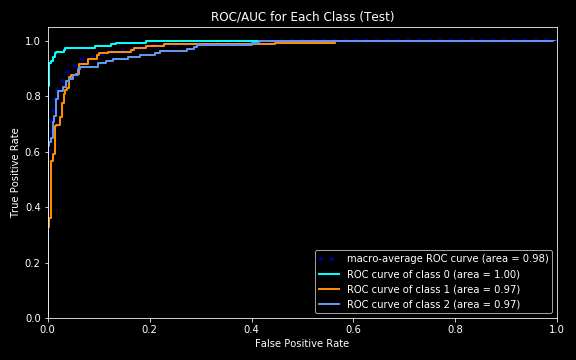 ROC/AUC for Each Class (Test)
1.0
0.8
0.6
0.4
0.2
0.0
True Positive Rate
macro-average ROC curve (area = 0.98)
ROC curve of class 0 (area = 1.00)
ROC curve of class 1 (area = 0.97)
ROC curve of class 2 (area = 0.97)
0.0 0.2 0.4 0.6 0.8 1.0
False Positive Rate